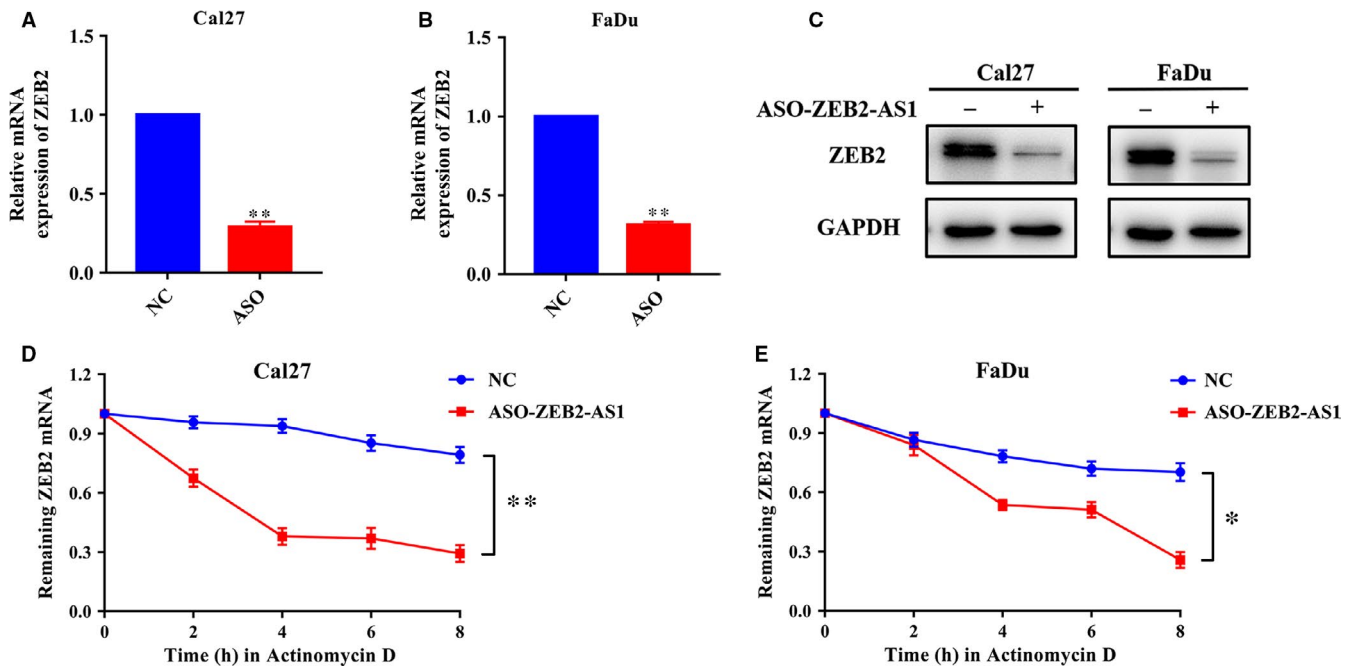 A
Cal27
Relative mRNA
expression of ZEB2
1.5
1.0
0.5
0.0
**
NC
ASO
B
FaDu
Relative mRNA
expression of ZEB2
1.5
1.0
0.5
0.0
**
NC
ASO
C
Cal27
FaDu
ASO-ZEB2-AS1
– + – +
ZEB2
GAPDH
D
Cal27
Remaining ZEB2 mRNA
1.2
0.9
0.6
0.3
0.0
0 2 4 6 8
Time (h) in Actinomycin D
NC
ASO-ZEB2-AS1
**
E
FaDu
Remaining ZEB2 mRNA
1.2
0.9
0.6
0.3
0.0
0 2 4 6 8
Time (h) in Actinomycin D
NC
ASO-ZEB2-AS1
*